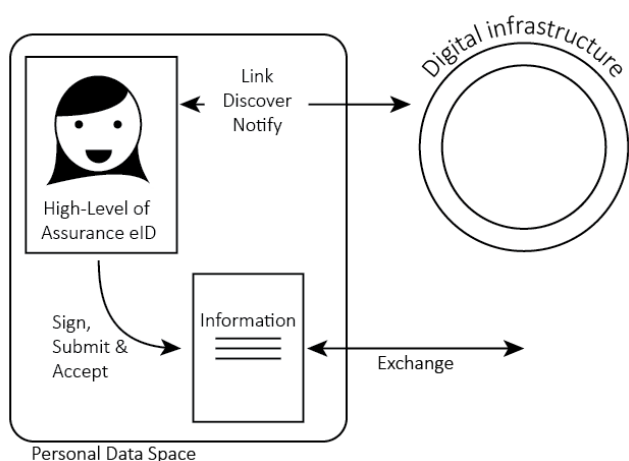 Digital infrastructure
Link
Discover
Notify
High-Level of
Assurance eID
Sign,
Submit &
Accept
Information
Exchange
Personal Data Space